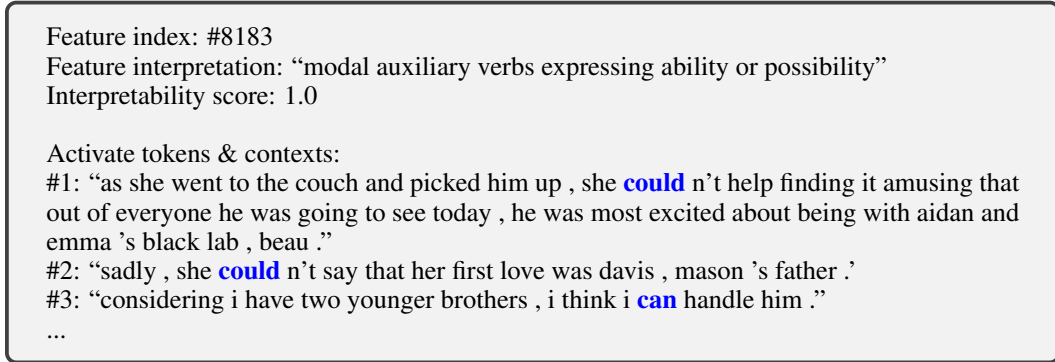 Feature index: #8183
Feature interpretation: “modal auxiliary verbs expressing ability or possibility”
Interpretability score: 1.0
Activate tokens & contexts:
#1: “as she went to the couch and picked him up , she could n’t help finding it amusing that
out of everyone he was going to see today , he was most excited about being with aidan and
emma ’s black lab , beau .”
#2: “sadly , she could n’t say that her first love was davis , mason ’s father .’
#3: “considering i have two younger brothers , i think i can handle him .”
...